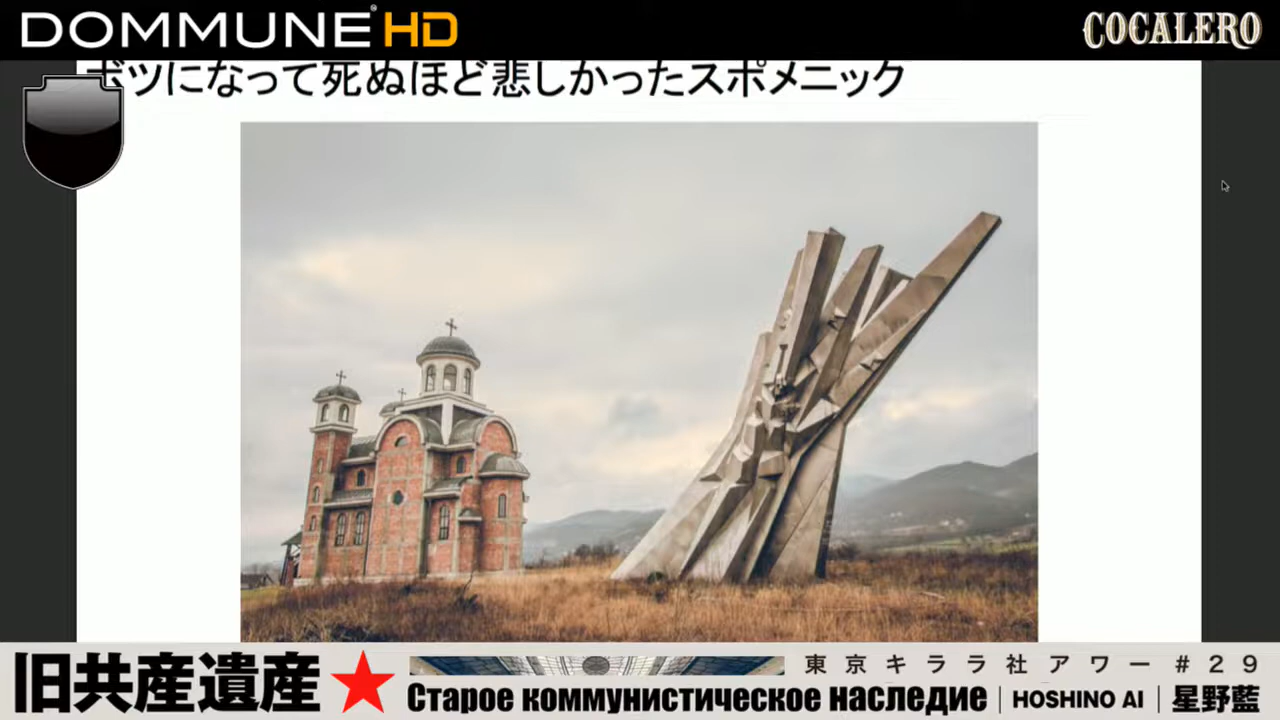 DOMMUNE HD
COCALERO
ボツになって死ぬほど悲しかったスポメニック
旧共産遺産★
東京キララ社アワー#29
Старое коммунистическое наследие | HOSHINO AI | 星野藍